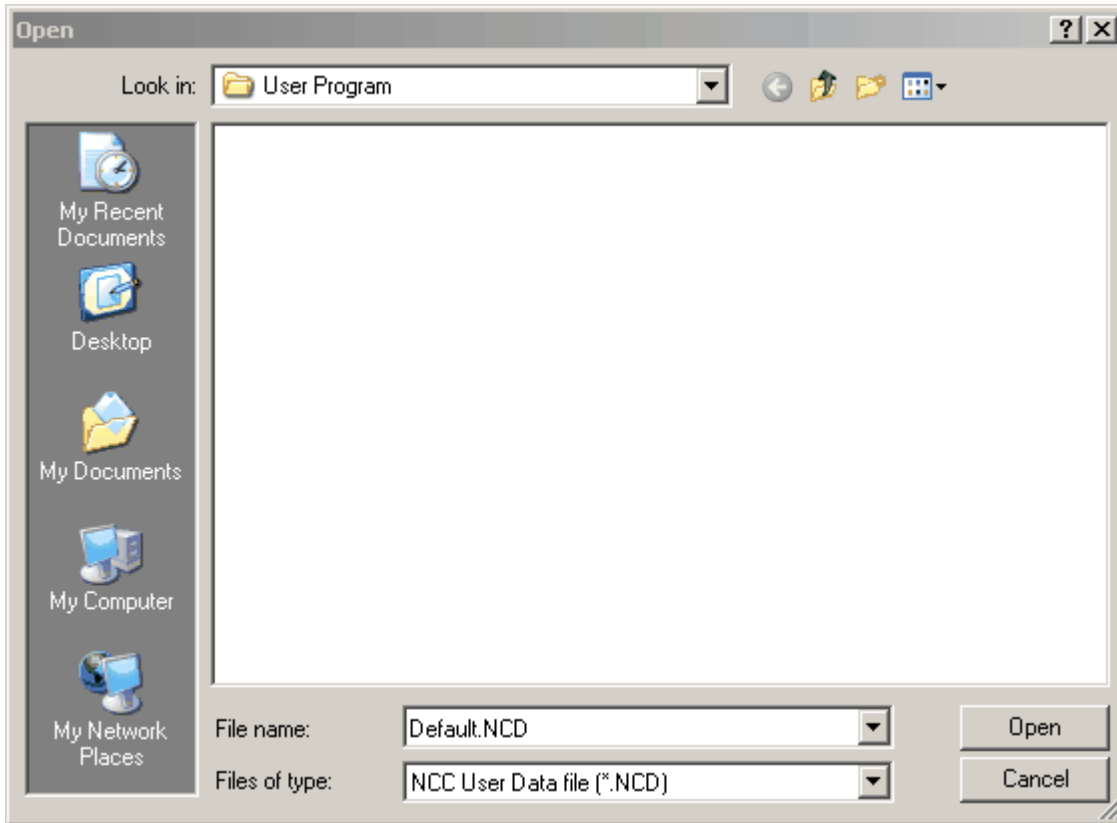 Open
Look in: User Program
My Recent
Documents
Desktop
My Documents
My Computer
My Network
Places
File name: Default.NCD Open
Files of type: NCC User Data file (*.NCD) Cancel